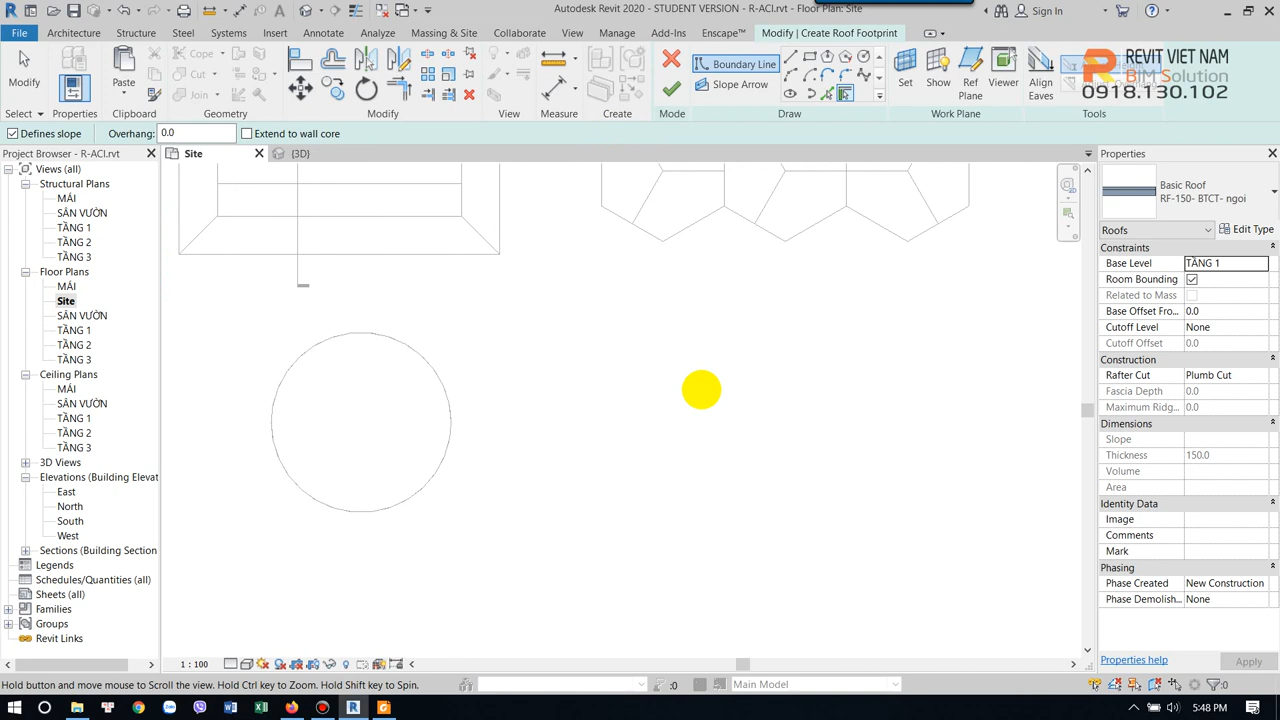 Autodesk Revit 2020 - STUDENT VERSION - R-ACI.rvt - Floor Plan: Site
Sign In
File
Architecture
Structure
Steel
Systems
Insert
Annotate
Analyze
Massing & Site
Collaborate
View
Manage
Add-Ins
Enscape™
Modify | Create Roof Footprint
Modify
Paste
Cope
Cut
Join
Boundary Line
Slope Arrow
Set
Show
Ref Plane
Viewer
Align Eaves
REVIT VIET NAM
BIM Solution
0918.130.102
Select
Properties
Clipboard
Geometry
Modify
View
Measure
Create
Mode
Draw
Work Plane
Tools
Defines slope
Overhang: 0.0
Extend to wall core
Project Browser - R-ACI.rvt
Views (all)
Structural Plans
MÁI
SÂN VƯỜN
TẦNG 1
TẦNG 2
TẦNG 3
Floor Plans
MÁI
Site
SÂN VƯỜN
TẦNG 1
TẦNG 2
TẦNG 3
Ceiling Plans
MÁI
SÂN VƯỜN
TẦNG 1
TẦNG 2
TẦNG 3
3D Views
Elevations (Building Elevat
East
North
South
West
Sections (Building Section
Legends
Schedules/Quantities (all)
Sheets (all)
Families
Groups
Revit Links
Site
{3D}
1 : 100
Properties
Basic Roof
RF-150- BTCT- ngoi
Roofs
Edit Type
Constraints
Base Level TẦNG 1
Room Bounding
Related to Mass
Base Offset Fro... 0.0
Cutoff Level None
Cutoff Offset 0.0
Construction
Rafter Cut Plumb Cut
Fascia Depth 0.0
Maximum Ridg... 0.0
Dimensions
Slope
Thickness 150.0
Volume
Area
Identity Data
Image
Comments
Mark
Phasing
Phase Created New Construction
Phase Demolish... None
Properties help
Apply
Hold button and move mouse to Scroll the view. Hold Ctrl key to Zoom. Hold Shift key to Spin.
:0
Main Model
:0
5:48 PM